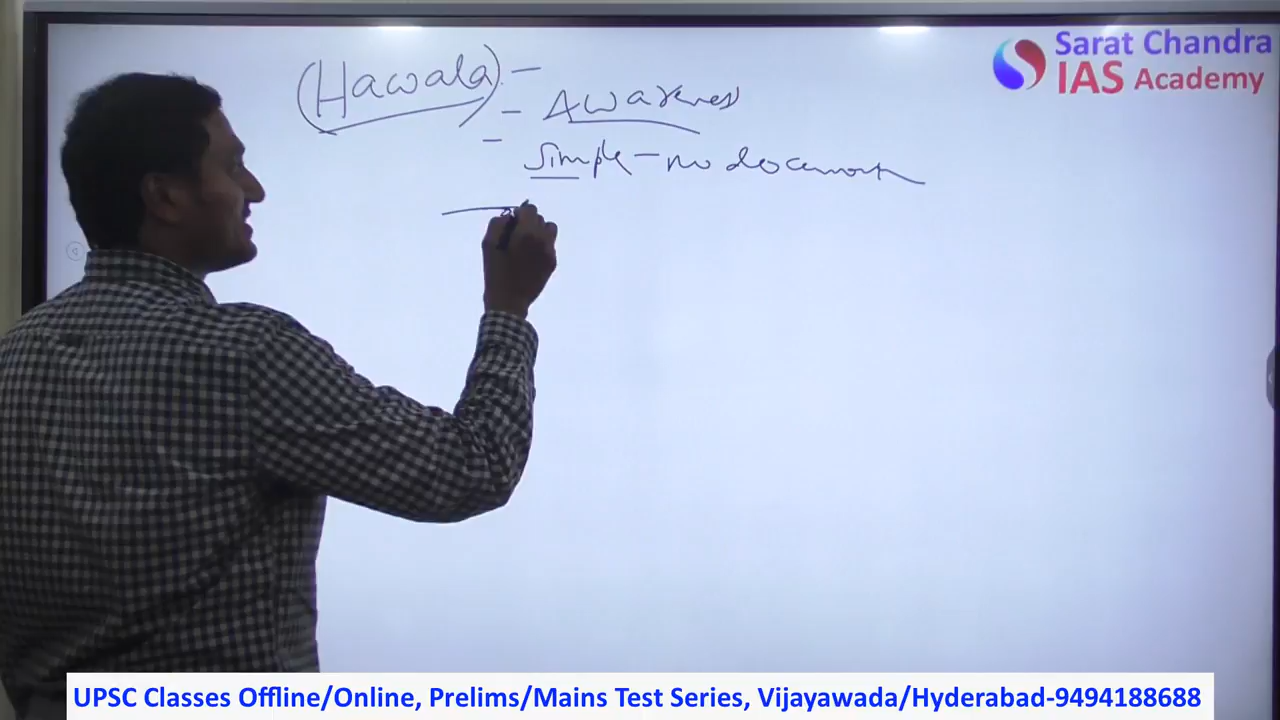 (Hawala) -
- Awareness
- Simple - no document
Sarat Chandra
IAS Academy
UPSC Classes Offline/Online, Prelims/Mains Test Series, Vijayawada/Hyderabad-9494188688